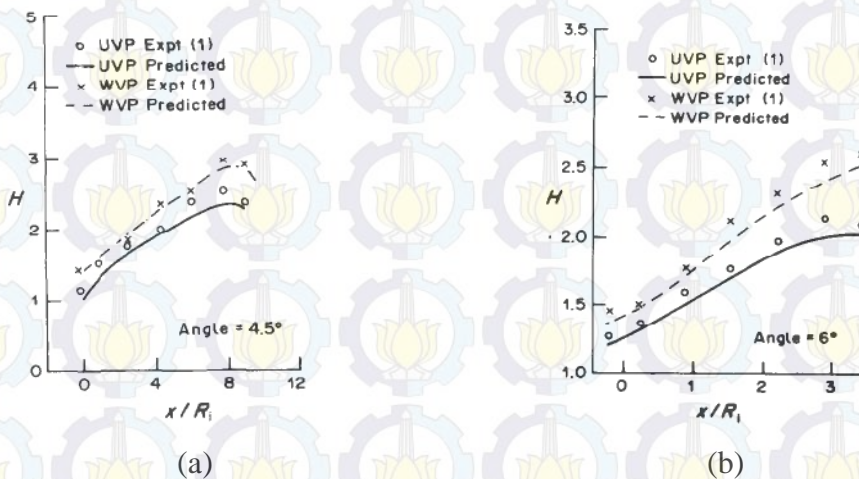 5
4
3
2
1
0
H
○ UVP Expt (1)
— UVP Predicted
× WVP Expt (1)
-- WVP Predicted
Angle = 4.5°
0 4 8 12
x/Ri
(a)
3.5
3.0
2.5
2.0
1.5
1.0
H
○ UVP Expt (1)
— UVP Predicted
× WVP Expt (1)
-- WVP Predicted
Angle = 6°
0 1 2 3
x/Ri
(b)